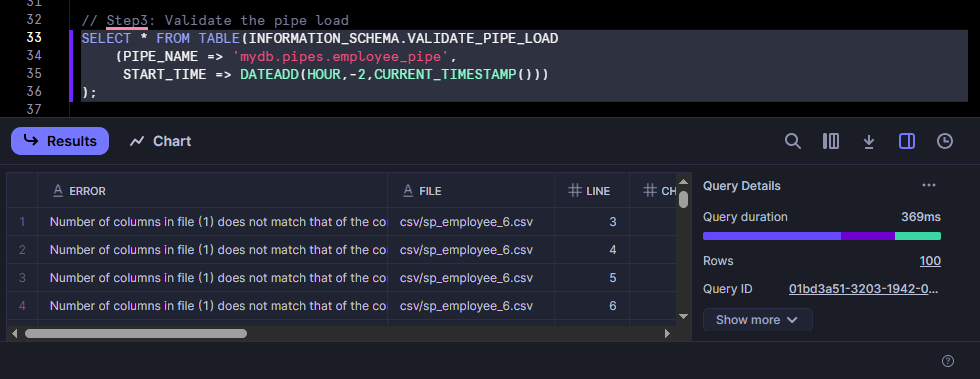 31
32 // Step3: Validate the pipe load
33 SELECT * FROM TABLE(INFORMATION_SCHEMA.VALIDATE_PIPE_LOAD
34 (PIPE_NAME => 'mydb.pipes.employee_pipe',
35 START_TIME => DATEADD(HOUR,-2,CURRENT_TIMESTAMP()))
36 );
37
Results Chart
A ERROR A FILE # LINE # CH
1 Number of columns in file (1) does not match that of the co csv/sp_employee_6.csv 3
2 Number of columns in file (1) does not match that of the co csv/sp_employee_6.csv 4
3 Number of columns in file (1) does not match that of the co csv/sp_employee_6.csv 5
4 Number of columns in file (1) does not match that of the co csv/sp_employee_6.csv 6
Query Details ...
Query duration 369ms
Rows 100
Query ID 01bd3a51-3203-1942-0...
Show more